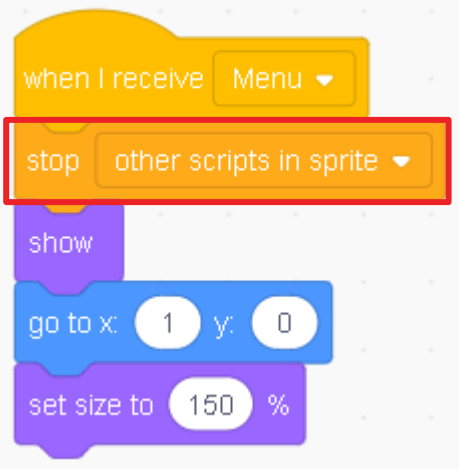 when I receive Menu
stop other scripts in sprite
show
go to x: 1 y: 0
set size to 150 %